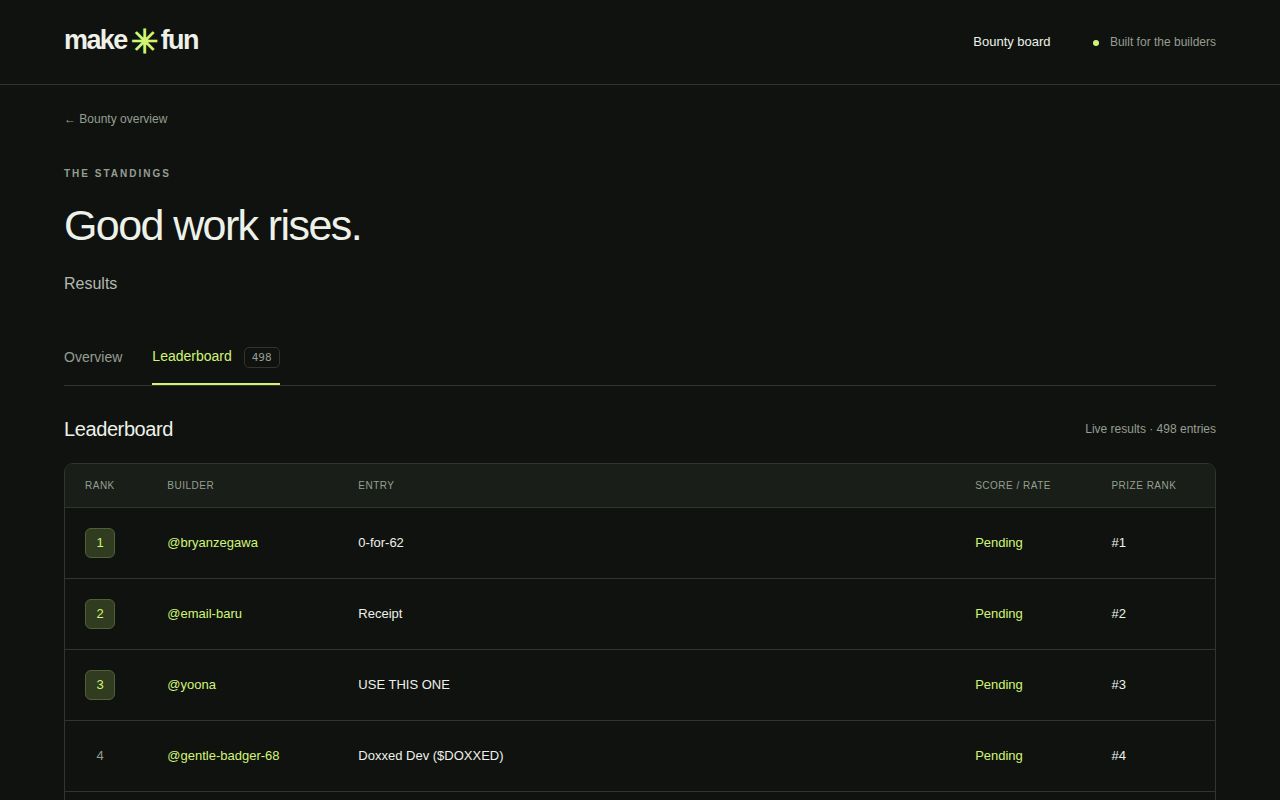 make✳fun
Bounty board
Built for the builders
← Bounty overview
THE STANDINGS
Good work rises.
Results
Overview
Leaderboard 498
Leaderboard
Live results · 498 entries
RANK BUILDER ENTRY SCORE / RATE PRIZE RANK
1 @bryanzegawa 0-for-62 Pending #1
2 @email-baru Receipt Pending #2
3 @yoona USE THIS ONE Pending #3
4 @gentle-badger-68 Doxxed Dev ($DOXXED) Pending #4